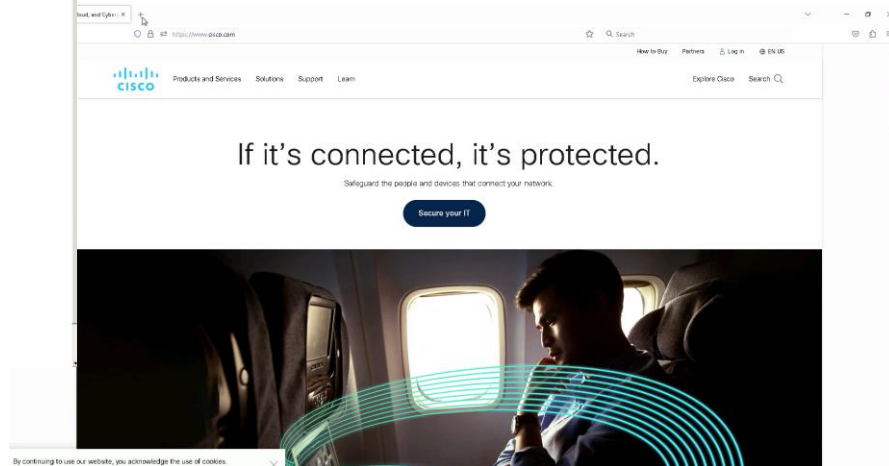 loud, and Cyber
https://www.cisco.com
Search
How to Buy Partners Log in EN US
CISCO
Products and Services Solutions Support Learn
Explore Cisco Search
If it's connected, it's protected.
Safeguard the people and devices that connect your network.
Secure your IT
By continuing to use our website, you acknowledge the use of cookies.